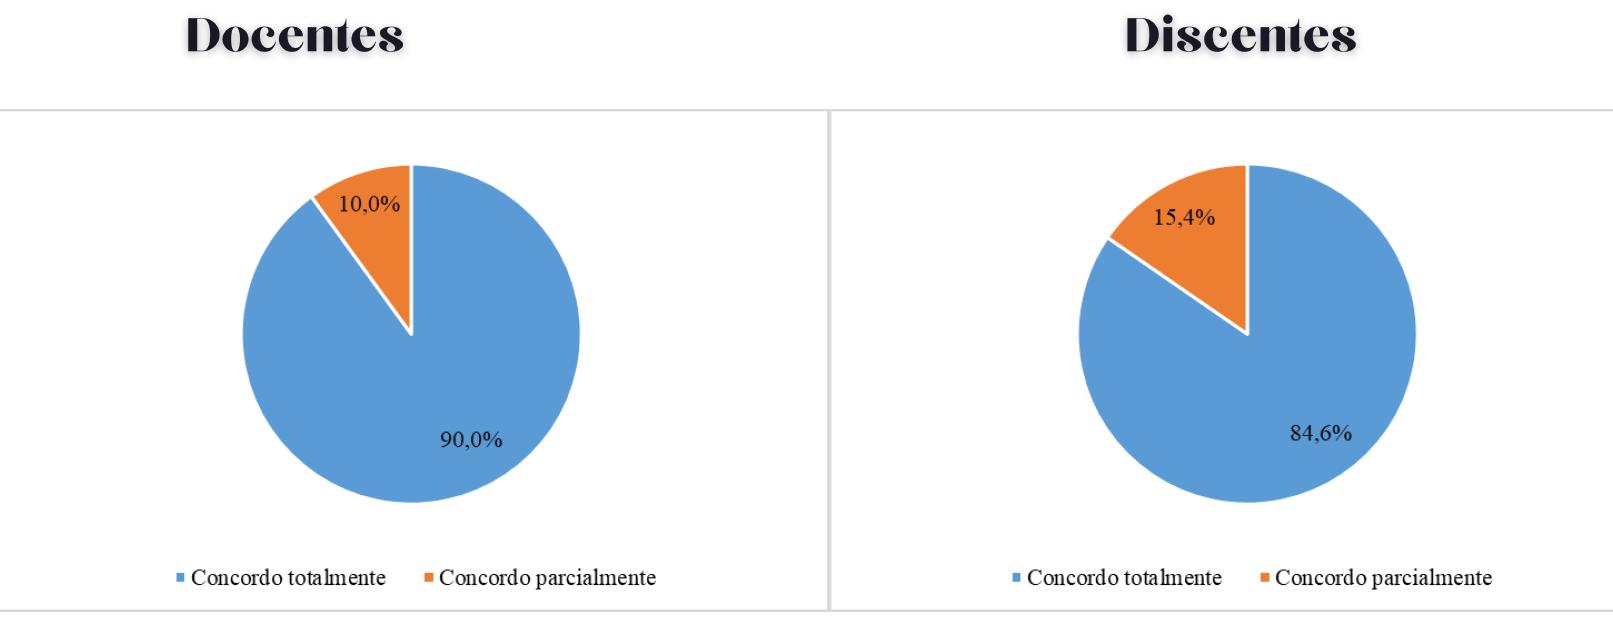 Docentes
Discentes
10,0%
90,0%
Concordo totalmente
Concordo parcialmente
15,4%
84,6%
Concordo totalmente
Concordo parcialmente